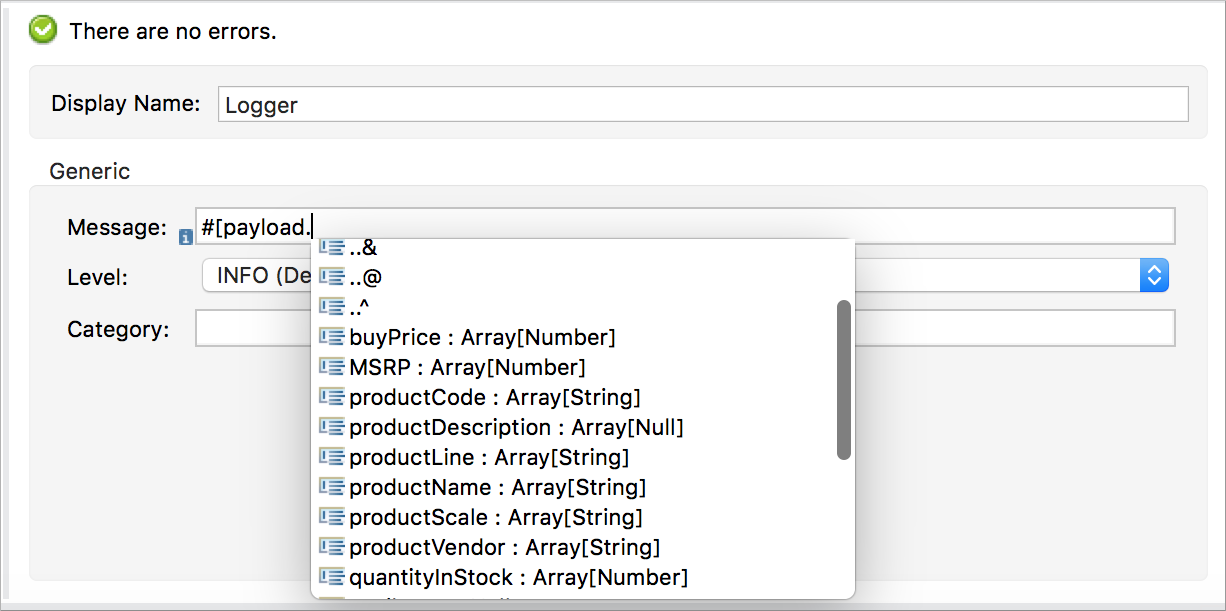 There are no errors.
Display Name: Logger
Generic
Message: #[payload.
Level: INFO (De
Category:
..&
..@
..^
buyPrice : Array[Number]
MSRP : Array[Number]
productCode : Array[String]
productDescription : Array[Null]
productLine : Array[String]
productName : Array[String]
productScale : Array[String]
productVendor : Array[String]
quantityInStock : Array[Number]